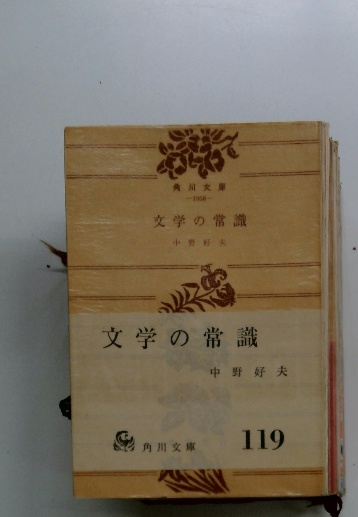 角川文庫
—1956—
文学の常識
中野好夫
文学の常識
中野好夫
角川文庫 119